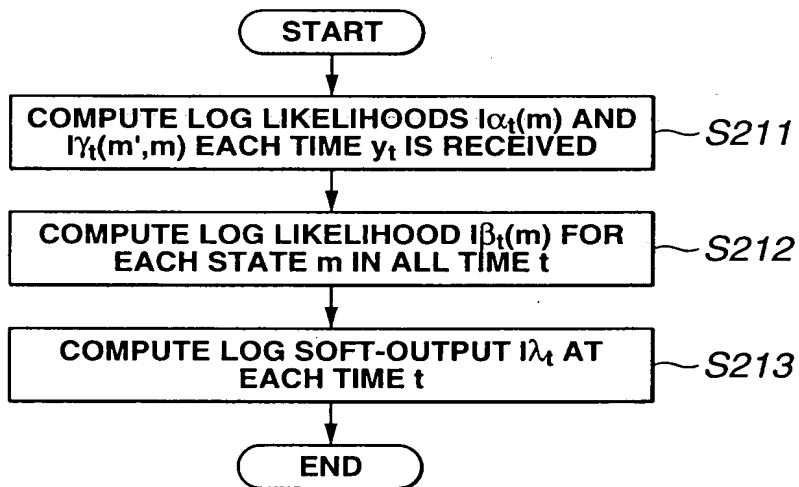 START
COMPUTE LOG LIKELIHOODS Iαt(m) AND
Iγt(m',m) EACH TIME yt IS RECEIVED
S211
COMPUTE LOG LIKELIHOOD Iβt(m) FOR
EACH STATE m IN ALL TIME t
S212
COMPUTE LOG SOFT-OUTPUT Iλt AT
EACH TIME t
S213
END